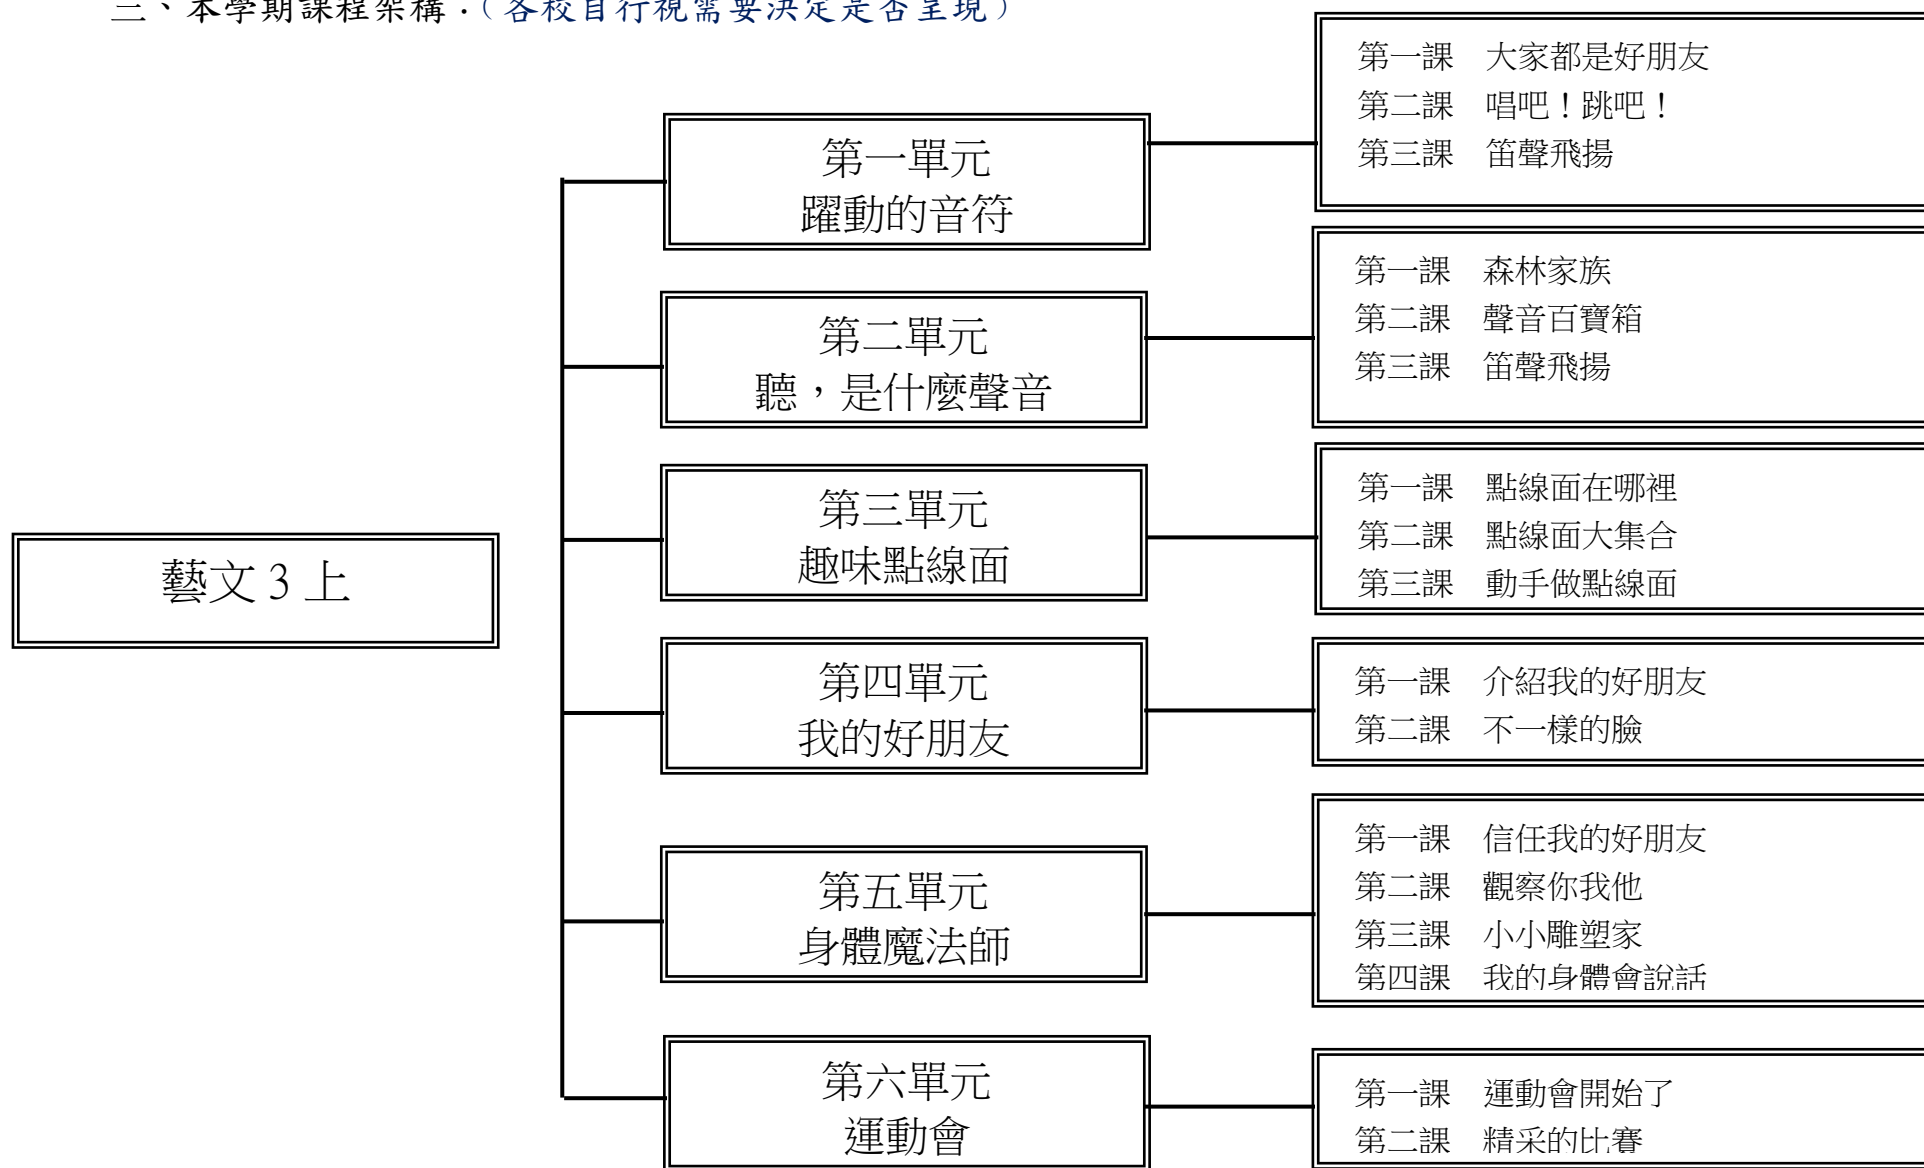 三、本學期課程架構：（各校自行視需要決定是否呈現）
藝文 3 上
第一單元
躍動的音符
第一課　大家都是好朋友
第二課　唱吧！跳吧！
第三課　笛聲飛揚
第二單元
聽，是什麼聲音
第一課　森林家族
第二課　聲音百寶箱
第三課　笛聲飛揚
第三單元
趣味點線面
第一課　點線面在哪裡
第二課　點線面大集合
第三課　動手做點線面
第四單元
我的好朋友
第一課　介紹我的好朋友
第二課　不一樣的臉
第五單元
身體魔法師
第一課　信任我的好朋友
第二課　觀察你我他
第三課　小小雕塑家
第四課　我的身體會說話
第六單元
運動會
第一課　運動會開始了
第二課　精采的比賽